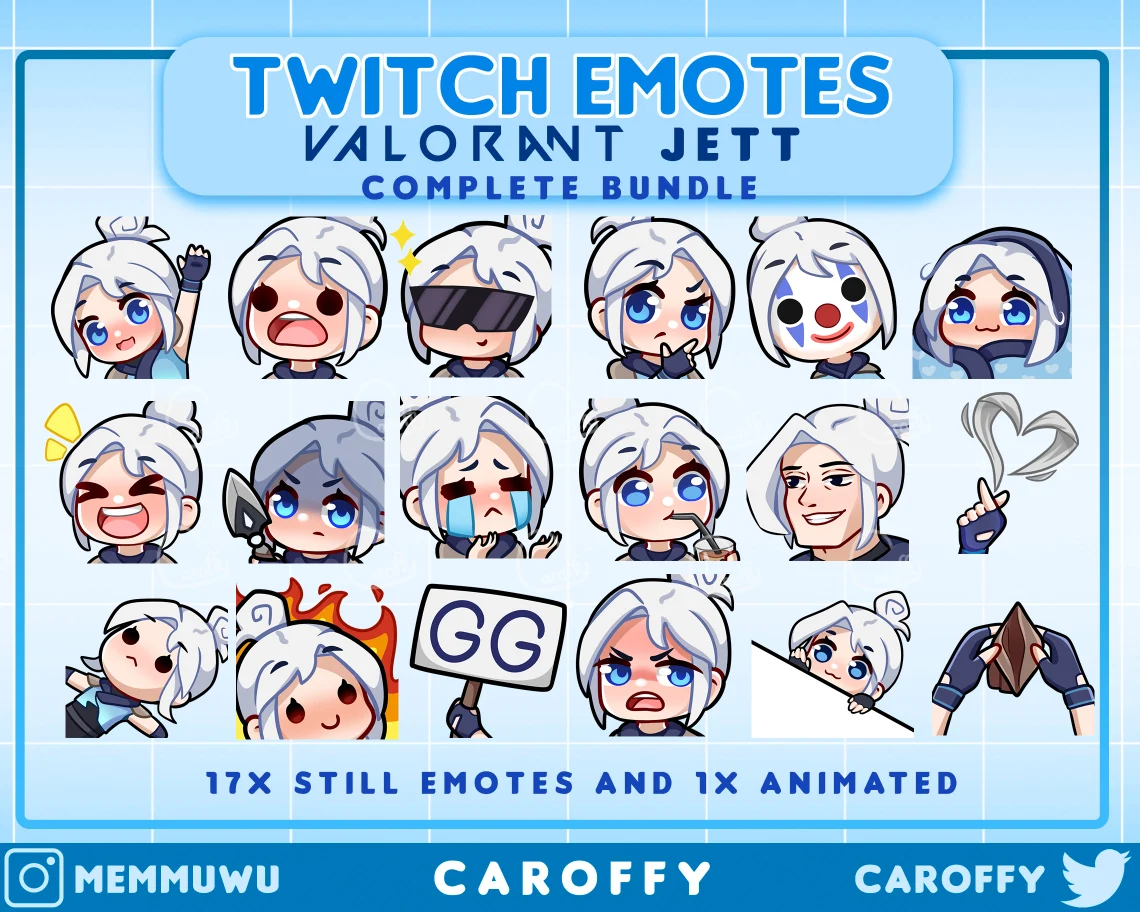 TWITCH EMOTES
VALORANT JETT
COMPLETE BUNDLE
GG
17X STILL EMOTES AND 1X ANIMATED
MEMMUWU
CAROFFY
CAROFFY